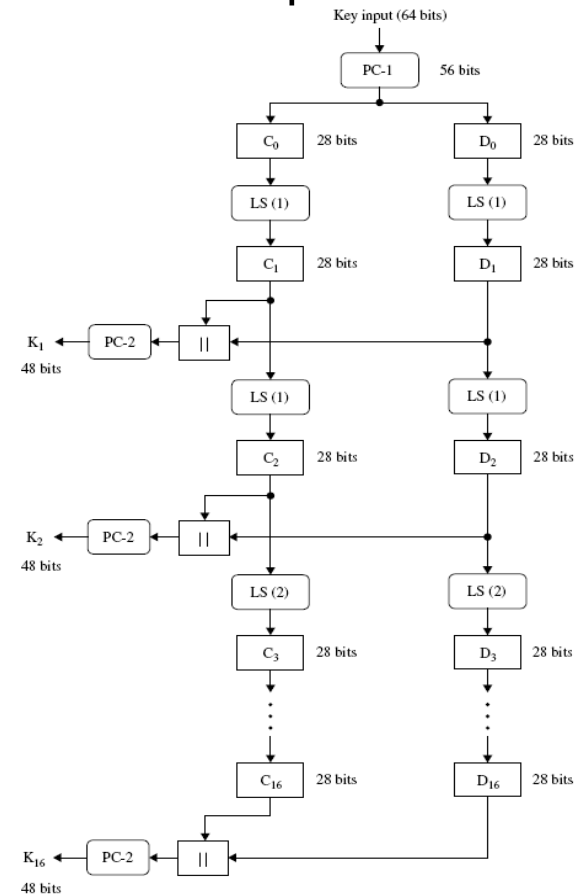 Key input (64 bits)
PC-1 56 bits
C₀ 28 bits D₀ 28 bits
LS (1) LS (1)
C₁ 28 bits D₁ 28 bits
K₁ PC-2 ||
48 bits
LS (1) LS (1)
C₂ 28 bits D₂ 28 bits
K₂ PC-2 ||
48 bits
LS (2) LS (2)
C₃ 28 bits D₃ 28 bits
C₁₆ 28 bits D₁₆ 28 bits
K₁₆ PC-2 ||
48 bits